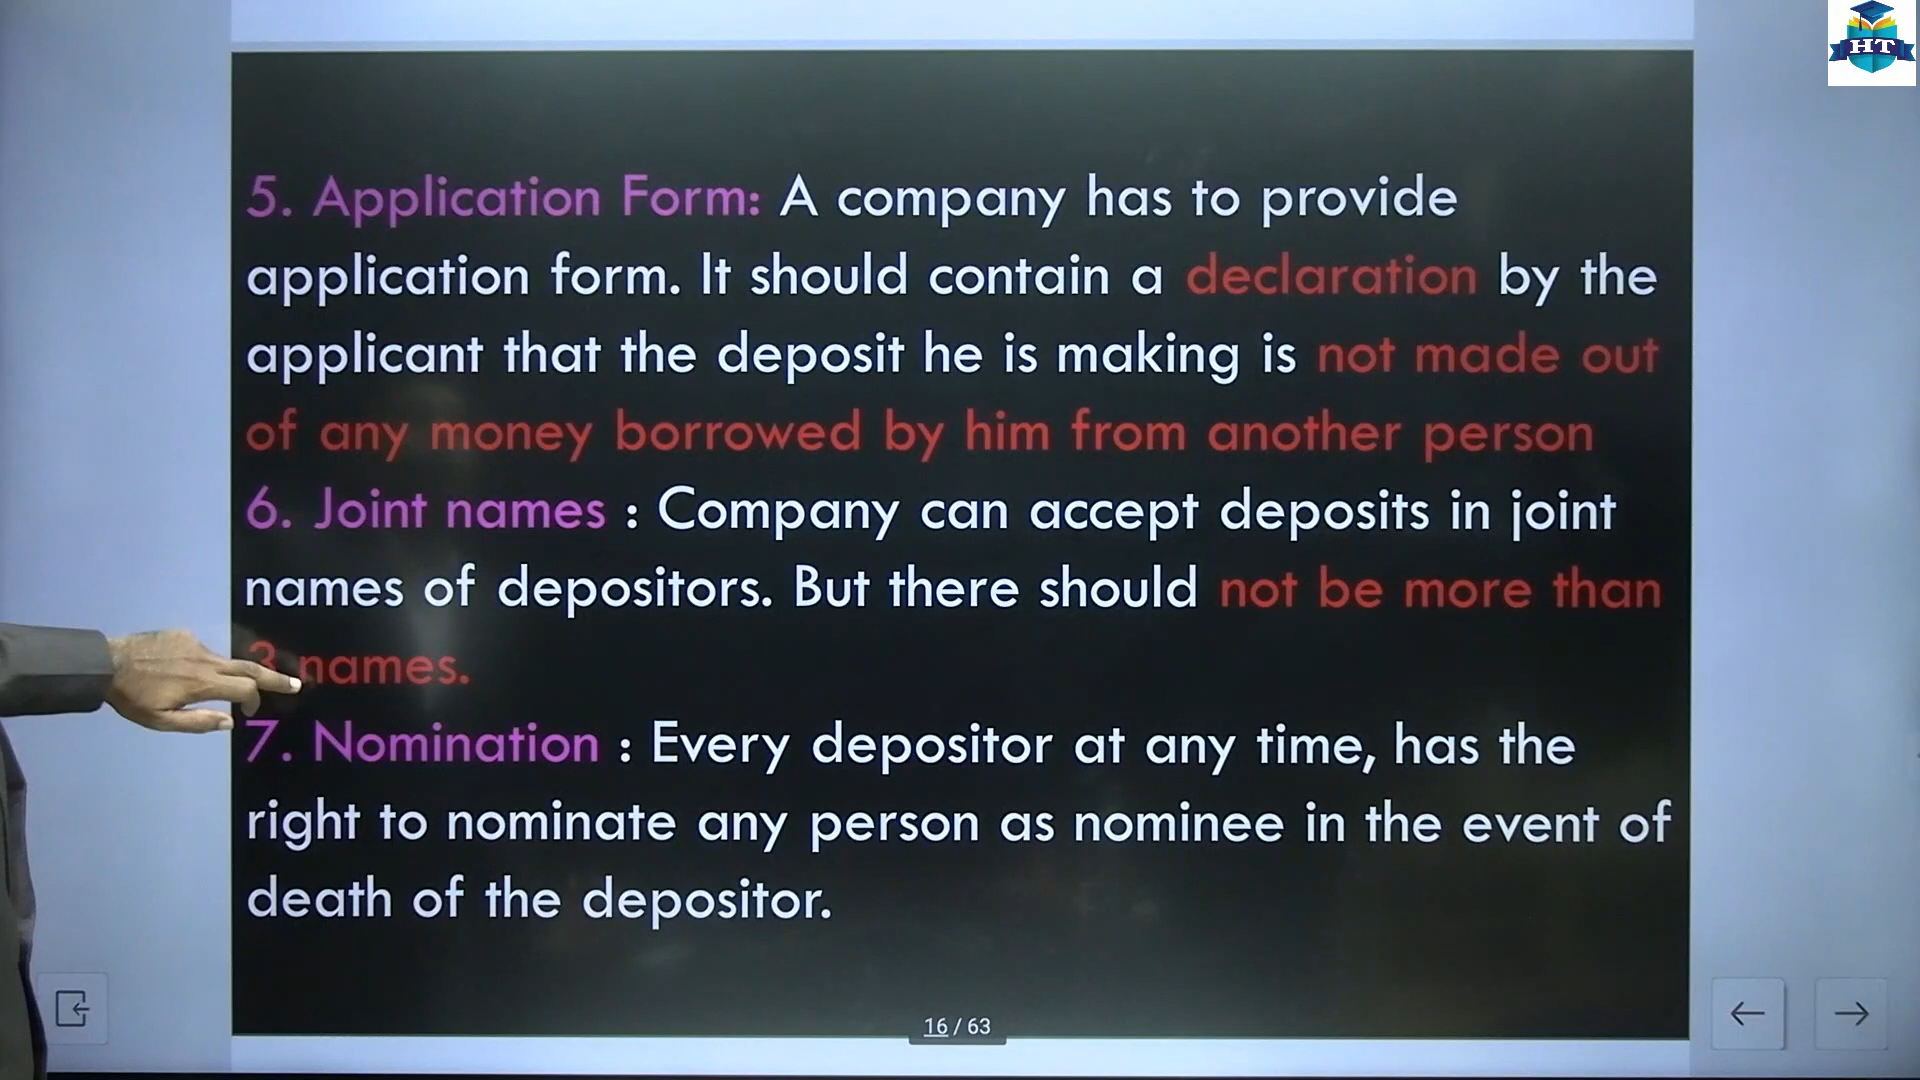 HT
5. Application Form: A company has to provide
application form. It should contain a declaration by the
applicant that the deposit he is making is not made out
of any money borrowed by him from another person
6. Joint names : Company can accept deposits in joint
names of depositors. But there should not be more than
3 names.
7. Nomination : Every depositor at any time, has the
right to nominate any person as nominee in the event of
death of the depositor.
16 / 63